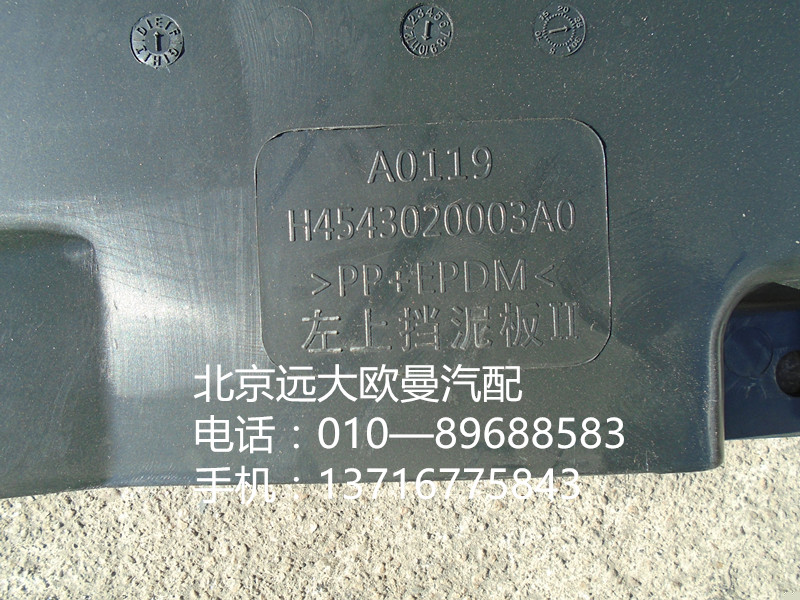 A0119
H4543020003A0
>PP+EPDM<
左上挡泥板II
北京远大欧曼汽配
电话：010—89688583
手机：13716775843